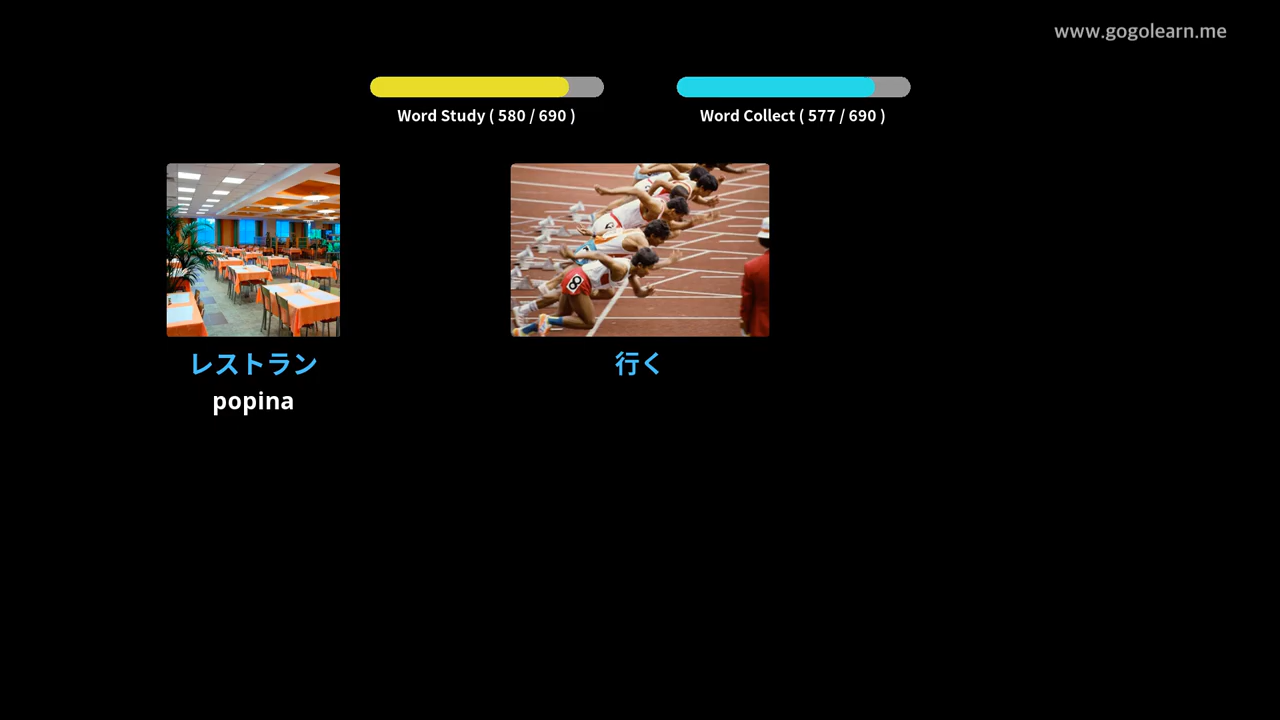 www.gogolearn.me
Word Study ( 580 / 690 )
Word Collect ( 577 / 690 )
8
レストラン
popina
行く